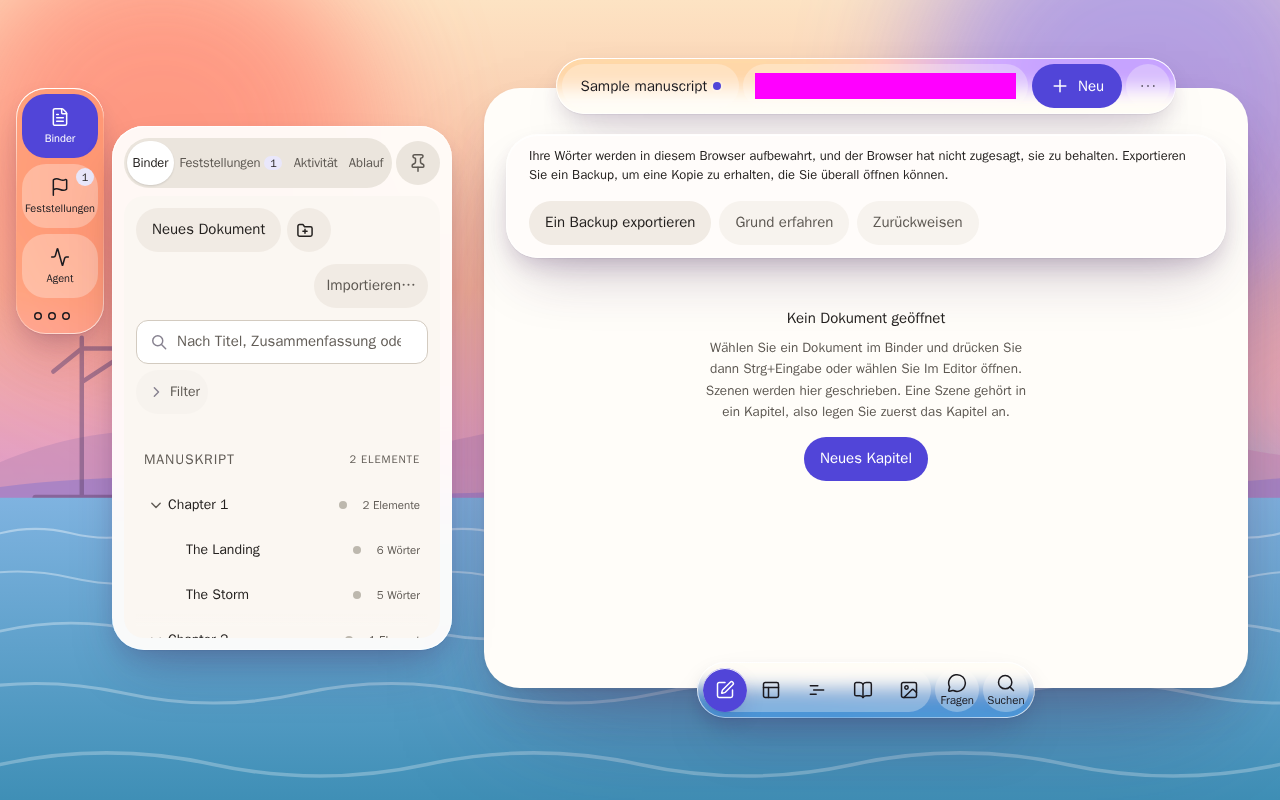 Sample manuscript
Neu
Binder
1
Feststellungen
Agent
Binder
Feststellungen 1
Aktivität
Ablauf
Neues Dokument
Importieren…
Nach Titel, Zusammenfassung ode
Filter
MANUSKRIPT
2 ELEMENTE
Chapter 1
2 Elemente
The Landing
6 Wörter
The Storm
5 Wörter
Ihre Wörter werden in diesem Browser aufbewahrt, und der Browser hat nicht zugesagt, sie zu behalten. Exportieren
Sie ein Backup, um eine Kopie zu erhalten, die Sie überall öffnen können.
Ein Backup exportieren
Grund erfahren
Zurückweisen
Kein Dokument geöffnet
Wählen Sie ein Dokument im Binder und drücken Sie
dann Strg+Eingabe oder wählen Sie Im Editor öffnen.
Szenen werden hier geschrieben. Eine Szene gehört in
ein Kapitel, also legen Sie zuerst das Kapitel an.
Neues Kapitel
Fragen
Suchen